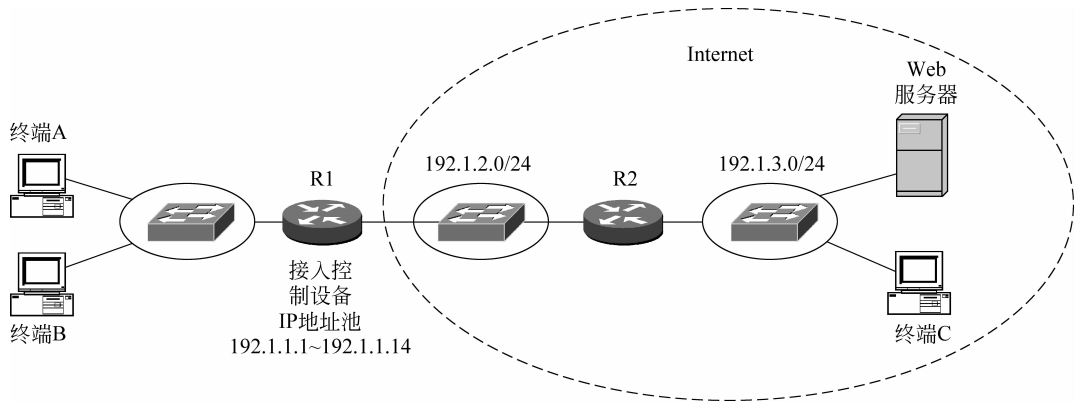 Internet
Web
服务器
终端A
192.1.2.0/24
192.1.3.0/24
R1
R2
接入控
制设备
IP地址池
192.1.1.1~192.1.1.14
终端B
终端C